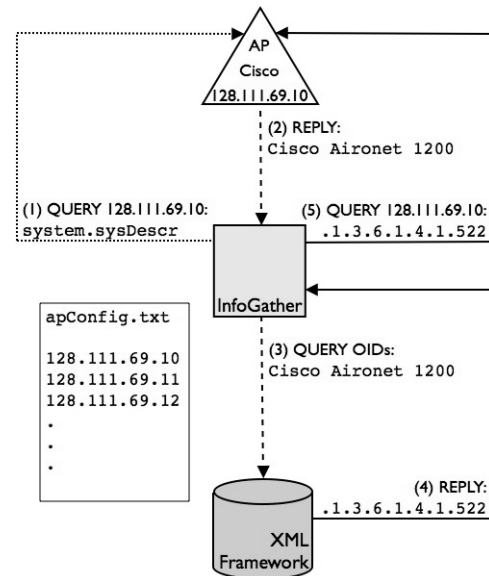 AP
Cisco
128.111.69.10
(2) REPLY:
Cisco Aironet 1200
(1) QUERY 128.111.69.10:
system.sysDescr
(5) QUERY 128.111.69.10:
.1.3.6.1.4.1.522
InfoGather
apConfig.txt
128.111.69.10
128.111.69.11
128.111.69.12
.
.
.
(3) QUERY OIDs:
Cisco Aironet 1200
(4) REPLY:
.1.3.6.1.4.1.522
XML
Framework